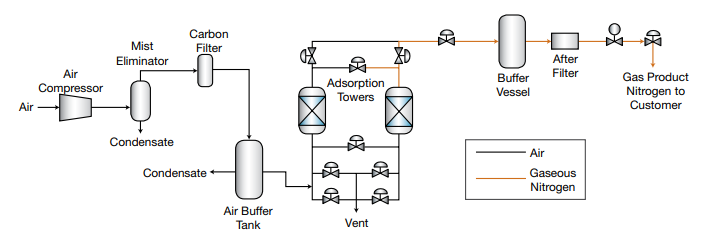 Carbon
Filter
Mist
Eliminator
Air
Compressor
Air
Condensate
Adsorption
Towers
Buffer
Vessel
After
Filter
Gas Product
Nitrogen to
Customer
Condensate
Air Buffer
Tank
Vent
Air
Gaseous
Nitrogen